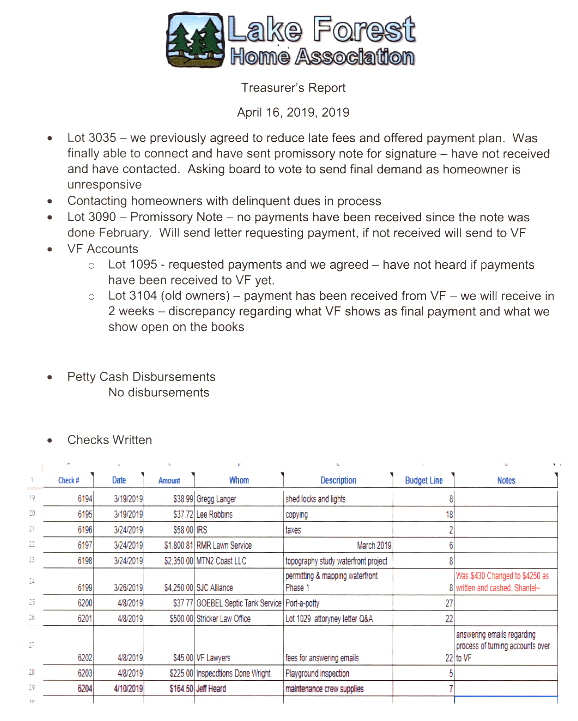 Lake Forest
Home Association
Treasurer's Report
April 16, 2019, 2019
• Lot 3035 – we previously agreed to reduce late fees and offered payment plan. Was
finally able to connect and have sent promissory note for signature – have not received
and have contacted. Asking board to vote to send final demand as homeowner is
unresponsive
• Contacting homeowners with delinquent dues in process
• Lot 3090 – Promissory Note – no payments have been received since the note was
done February. Will send letter requesting payment, if not received will send to VF
• VF Accounts
o Lot 1095 - requested payments and we agreed – have not heard if payments
have been received to VF yet.
o Lot 3104 (old owners) – payment has been received from VF – we will receive in
2 weeks – discrepancy regarding what VF shows as final payment and what we
show open on the books
• Petty Cash Disbursements
No disbursements
• Checks Written
1 Check # Date Amount Whom Description Budget Line Notes
19 6194 3/19/2019 $38.99 Gregg Langer shed locks and lights 8
20 6195 3/19/2019 $37.72 Lee Robbins copying 18
21 6196 3/24/2019 $58.00 IRS taxes 2
22 6197 3/24/2019 $1,800.81 RMR Lawn Service March 2019 6
23 6198 3/24/2019 $2,350.00 MTN2 Coast LLC topography study waterfront project 8
permitting & mapping waterfront Was $430 Changed to $4250 as
24 6199 3/26/2019 $4,250.00 SJC Alliance Phase 1 8 written and cashed. Shantel~
25 6200 4/8/2019 $37.77 GOEBEL Septic Tank Service Port-a-potty 27
26 6201 4/8/2019 $500.00 Stricker Law Office Lot 1029 attoryney letter Q&A 22
answering emails regarding
27 process of turning accounts over
6202 4/8/2019 $45.00 VF Lawyers fees for answering emails 22 to VF
28 6203 4/8/2019 $225.00 Inspecdtions Done Wright Playground inspection 5
29 6204 4/10/2019 $164.50 Jeff Heard maintenance crew supplies 7